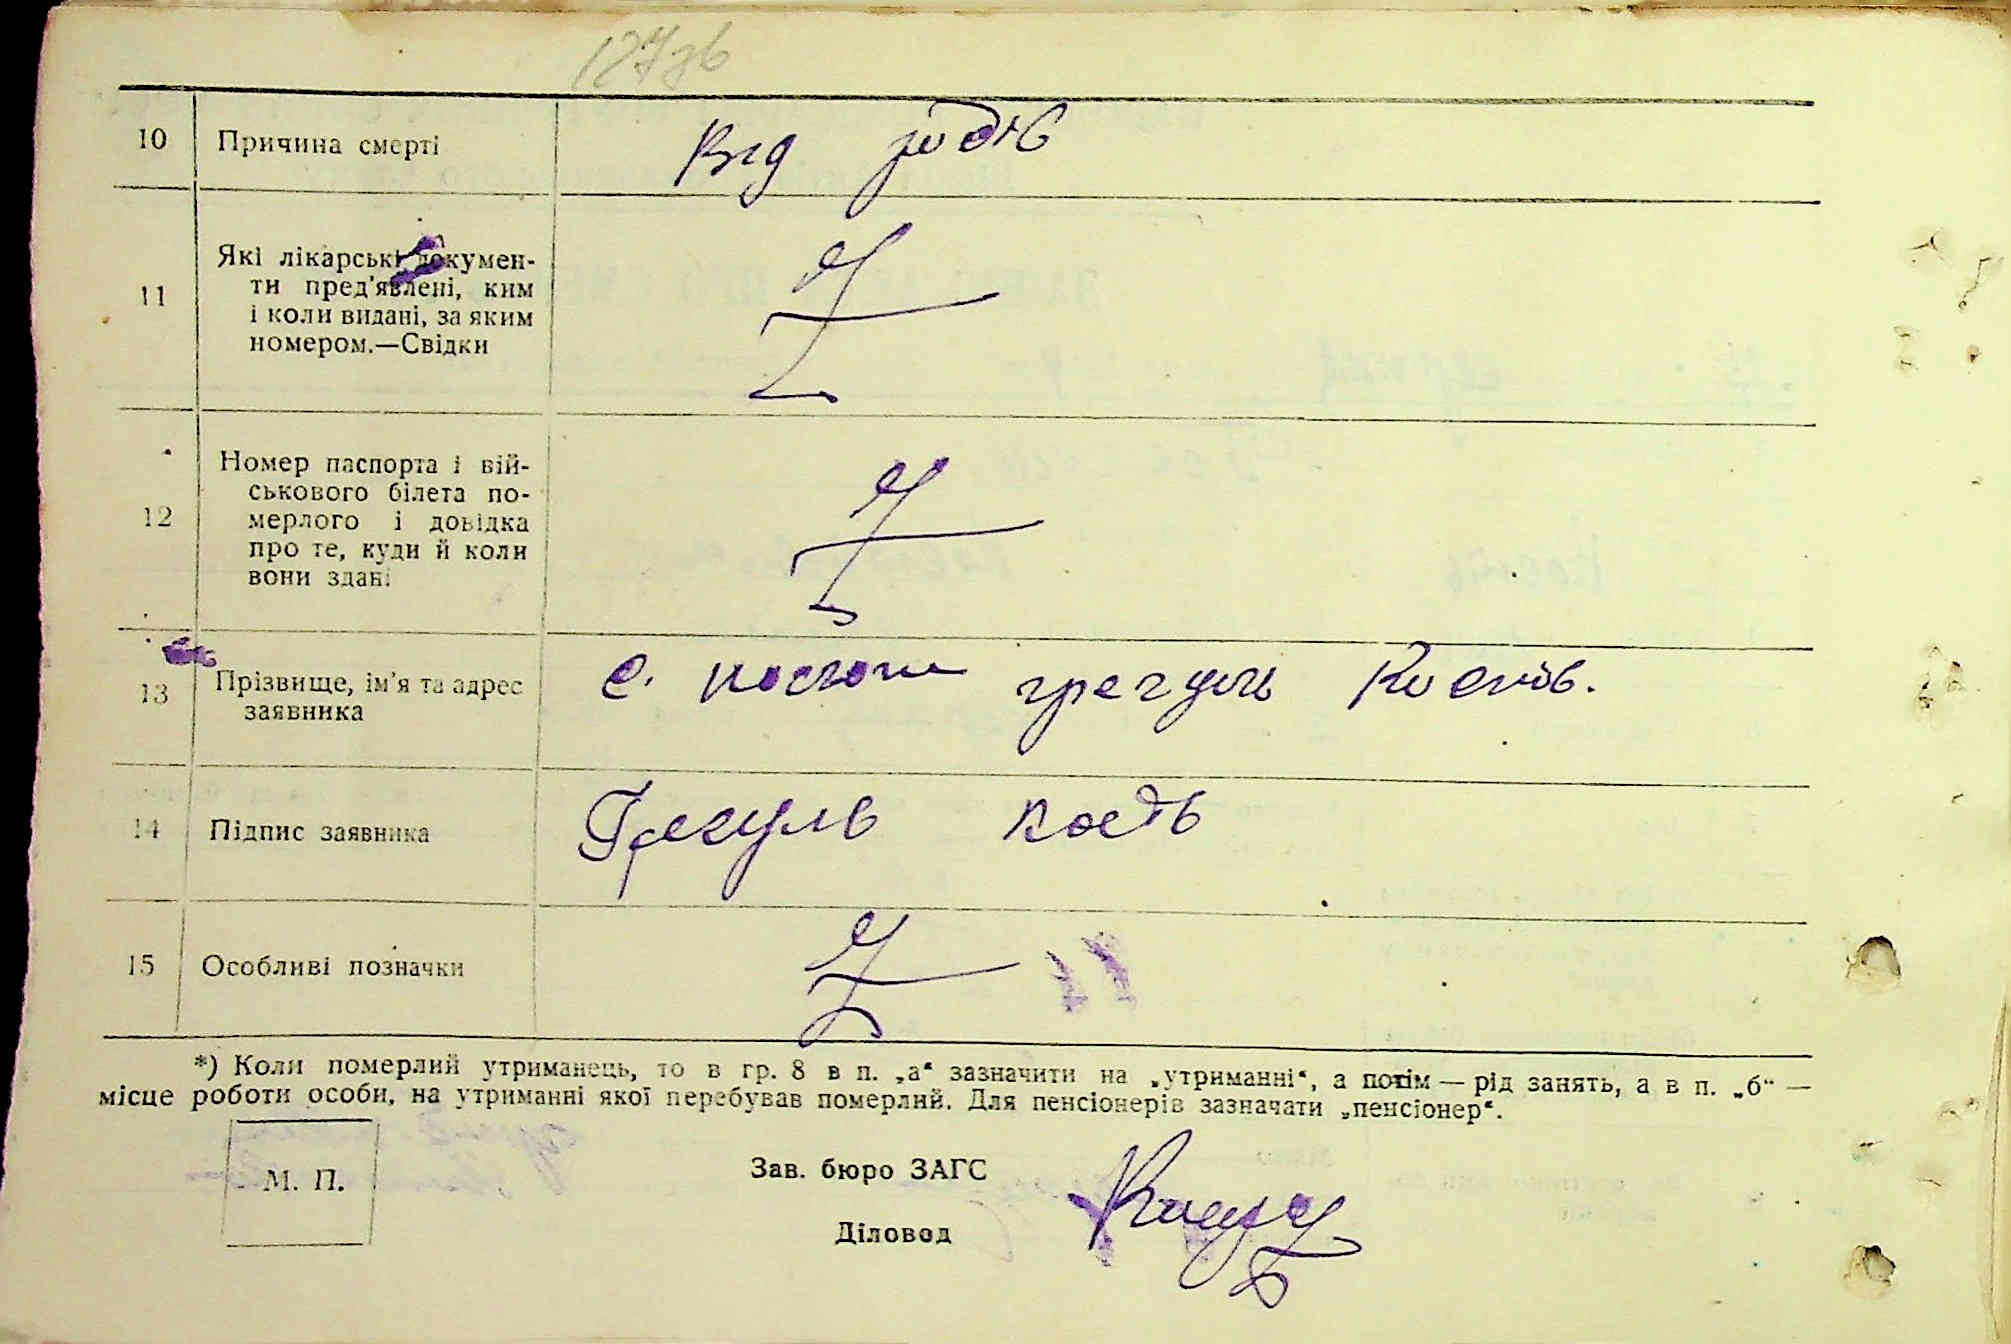 127зв
10 Причина смерті Від родів
11 Які лікарські докумен-
ти пред'явлені, ким
і коли видані, за яким
номером.—Свідки
12 Номер паспорта і вій-
ськового білета по-
мерлого і довідка
про те, куди й коли
вони здані
13 Прізвище, ім'я та адрес
заявника
с.
14 Підпис заявника Грегуль
15 Особливі позначки
*) Коли померлий утриманець, то в гр. 8 в п. „а“ зазначити на „утриманні“, а потім — рід занять, а в п. „б“ —
місце роботи особи, на утриманні якої перебував померлий. Для пенсіонерів зазначати „пенсіонер“.
М. П.
Зав. бюро ЗАГС
Діловод